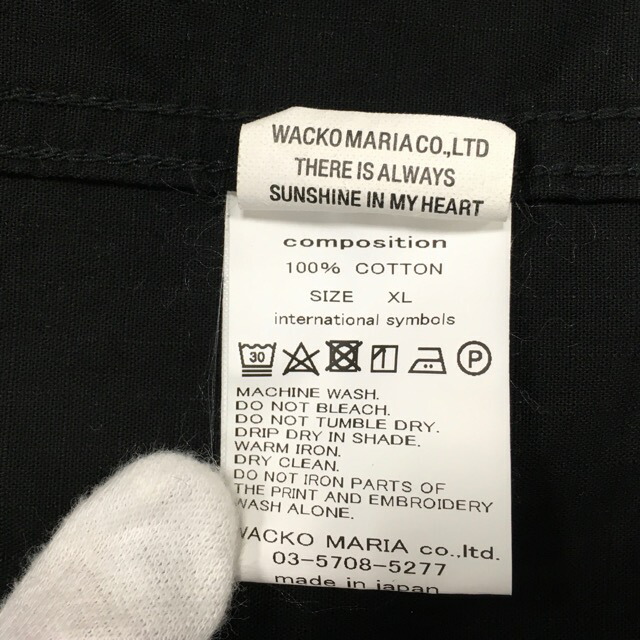 WACKO MARIA CO.,LTD
THERE IS ALWAYS
SUNSHINE IN MY HEART
composition
100% COTTON
SIZE XL
international symbols
30 P
MACHINE WASH.
DO NOT BLEACH.
DO NOT TUMBLE DRY.
DRIP DRY IN SHADE.
WARM IRON.
DRY CLEAN.
DO NOT IRON PARTS OF
THE PRINT AND EMBROIDERY
WASH ALONE.
WACKO MARIA co.,ltd.
03-5708-5277
made in japan